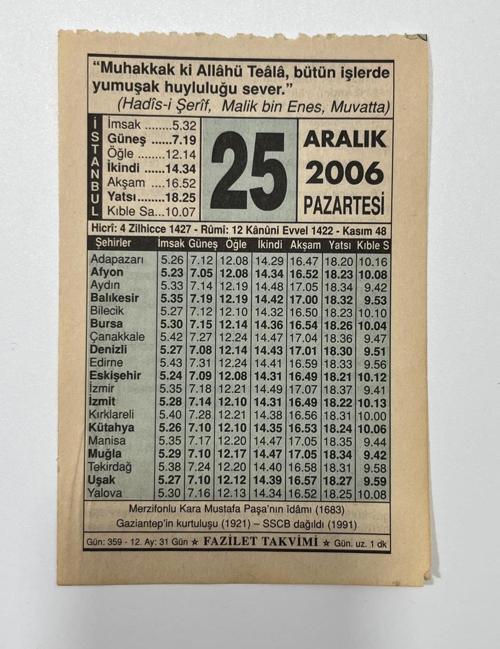 “Muhakkak ki Allâhü Teâlâ, bütün işlerde
yumuşak huyluluğu sever.”
(Hadîs-i Şerîf, Malik bin Enes, Muvatta)
İSTANBUL
İmsak ........5.32
Güneş ......7.19
Öğle ........12.14
İkindi ......14.34
Akşam .....16.52
Yatsı.......18.25
Kıble Sa...10.07
25
ARALIK
2006
PAZARTESİ
Hicrî: 4 Zilhicce 1427 - Rûmî: 12 Kânûni Evvel 1422 - Kasım 48
Şehirler İmsak Güneş Öğle İkindi Akşam Yatsı Kıble S
Adapazarı 5.26 7.12 12.08 14.29 16.47 18.20 10.16
Afyon 5.23 7.05 12.08 14.34 16.52 18.23 10.08
Aydın 5.33 7.14 12.19 14.48 17.05 18.34 9.42
Balıkesir 5.35 7.19 12.19 14.42 17.00 18.32 9.53
Bilecik 5.27 7.12 12.10 14.32 16.50 18.23 10.10
Bursa 5.30 7.15 12.14 14.36 16.54 18.26 10.04
Çanakkale 5.42 7.27 12.24 14.47 17.04 18.36 9.47
Denizli 5.27 7.08 12.14 14.43 17.01 18.30 9.51
Edirne 5.43 7.31 12.24 14.41 16.59 18.33 9.56
Eskişehir 5.24 7.09 12.08 14.31 16.49 18.21 10.12
İzmir 5.35 7.18 12.21 14.49 17.07 18.37 9.41
İzmit 5.28 7.14 12.10 14.31 16.49 18.22 10.13
Kırklareli 5.40 7.28 12.21 14.38 16.56 18.31 10.00
Kütahya 5.26 7.10 12.10 14.35 16.53 18.24 10.06
Manisa 5.35 7.17 12.20 14.47 17.05 18.35 9.44
Muğla 5.29 7.10 12.17 14.47 17.05 18.34 9.42
Tekirdağ 5.38 7.24 12.20 14.40 16.58 18.31 9.58
Uşak 5.27 7.10 12.12 14.39 16.57 18.27 9.59
Yalova 5.30 7.16 12.13 14.34 16.52 18.25 10.08
Merzifonlu Kara Mustafa Paşa'nın îdâmı (1683)
Gaziantep'in kurtuluşu (1921) – SSCB dağıldı (1991)
Gün: 359 - 12. Ay: 31 Gün ★ FAZİLET TAKVİMİ ★ Gün. uz. 1 dk